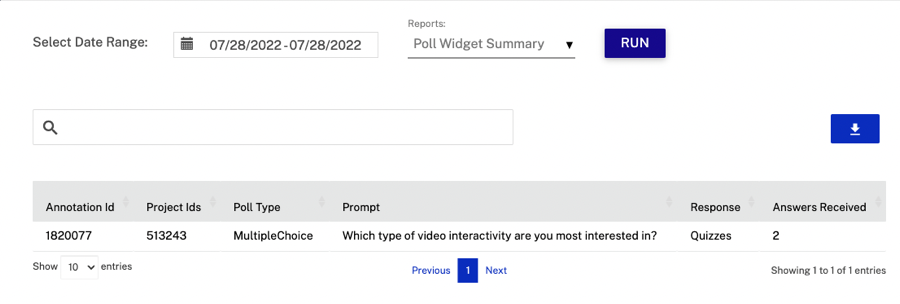 Reports:
Select Date Range: 07/28/2022 - 07/28/2022 Poll Widget Summary RUN
Annotation Id Project Ids Poll Type Prompt Response Answers Received
1820077 513243 MultipleChoice Which type of video interactivity are you most interested in? Quizzes 2
Show 10 entries Previous 1 Next Showing 1 to 1 of 1 entries